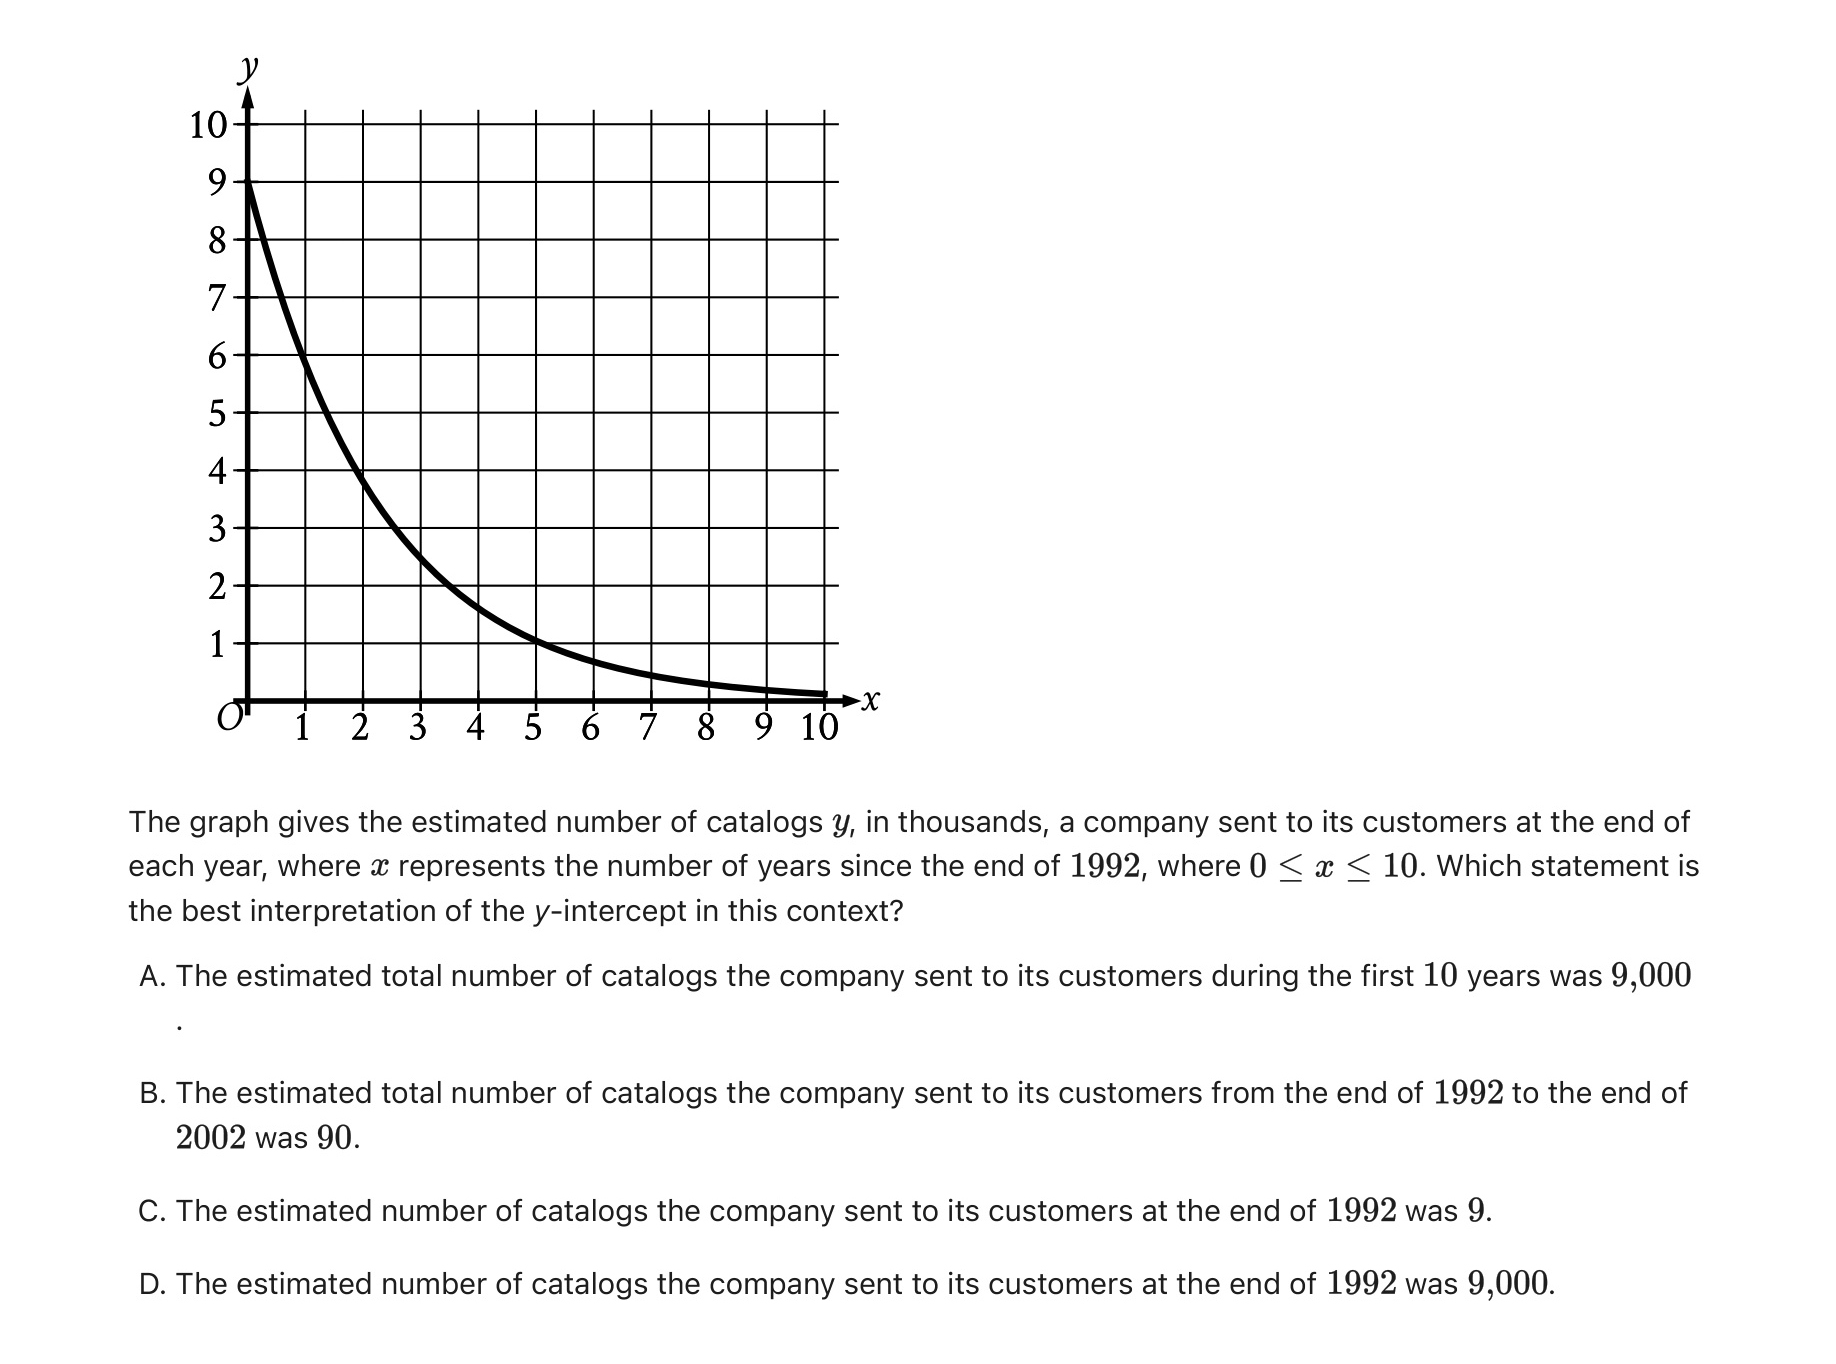 y
10
9
8
7
6
5
4
3
2
1
O 1 2 3 4 5 6 7 8 9 10 x
The graph gives the estimated number of catalogs y, in thousands, a company sent to its customers at the end of
each year, where x represents the number of years since the end of 1992, where 0 ≤ x ≤ 10. Which statement is
the best interpretation of the y-intercept in this context?
A. The estimated total number of catalogs the company sent to its customers during the first 10 years was 9,000
.
B. The estimated total number of catalogs the company sent to its customers from the end of 1992 to the end of
2002 was 90.
C. The estimated number of catalogs the company sent to its customers at the end of 1992 was 9.
D. The estimated number of catalogs the company sent to its customers at the end of 1992 was 9,000.